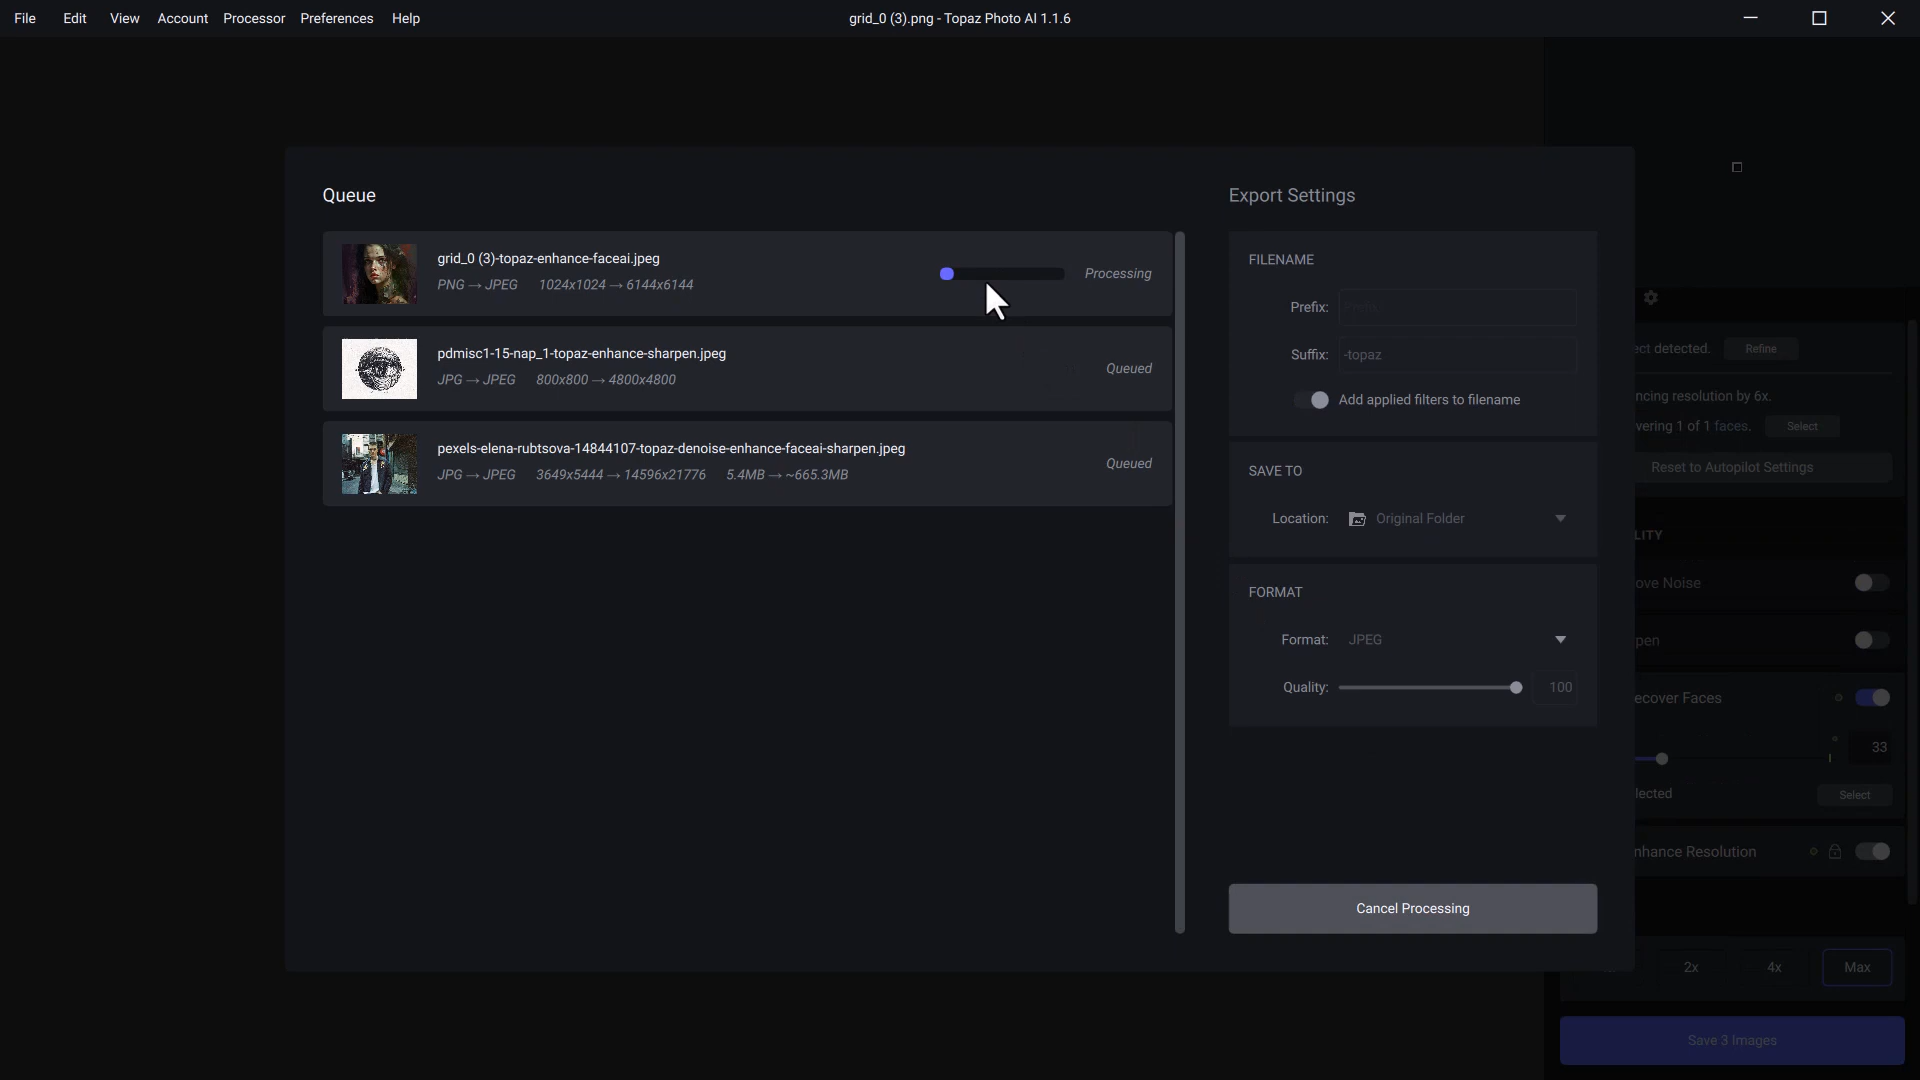 File Edit View Account Processor Preferences Help
grid_0 (3).png - Topaz Photo AI 1.1.6
Queue
grid_0 (3)-topaz-enhance-faceai.jpeg
PNG → JPEG 1024x1024 → 6144x6144
Processing
pdmisc1-15-nap_1-topaz-enhance-sharpen.jpeg
JPG → JPEG 800x800 → 4800x4800
Queued
pexels-elena-rubtsova-14844107-topaz-denoise-enhance-faceai-sharpen.jpeg
JPG → JPEG 3649x5444 → 14596x21776 5.4MB → ~665.3MB
Queued
Export Settings
FILENAME
Prefix:
Suffix: -topaz
Add applied filters to filename
SAVE TO
Location: Original Folder
FORMAT
Format: JPEG
Quality: 100
Cancel Processing
ect detected. Refine
ncing resolution by 6x.
vering 1 of 1 faces. Select
Reset to Autopilot Settings
LITY
ove Noise
pen
ecover Faces
33
lected Select
nhance Resolution
2x 4x Max
Save 3 Images